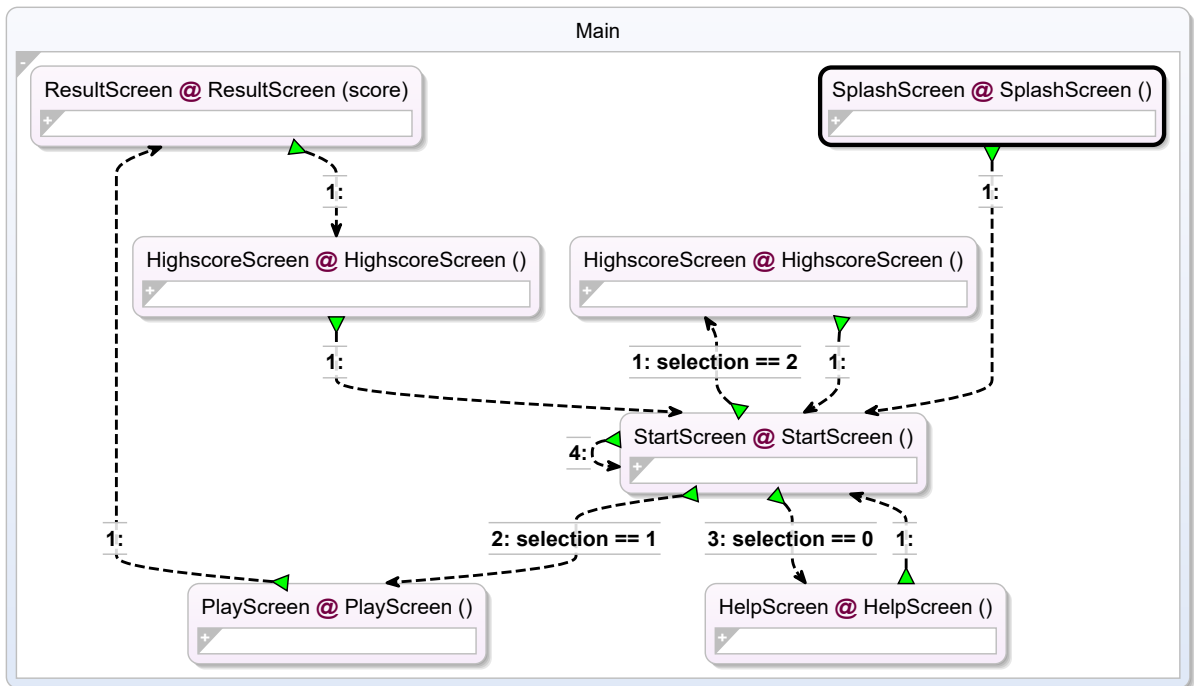 Main
-
ResultScreen @ ResultScreen (score)
+
SplashScreen @ SplashScreen ()
+
1:
1:
HighscoreScreen @ HighscoreScreen ()
+
HighscoreScreen @ HighscoreScreen ()
+
1:
1: selection == 2
1:
StartScreen @ StartScreen ()
+
4:
1:
2: selection == 1
3: selection == 0
1:
PlayScreen @ PlayScreen ()
+
HelpScreen @ HelpScreen ()
+